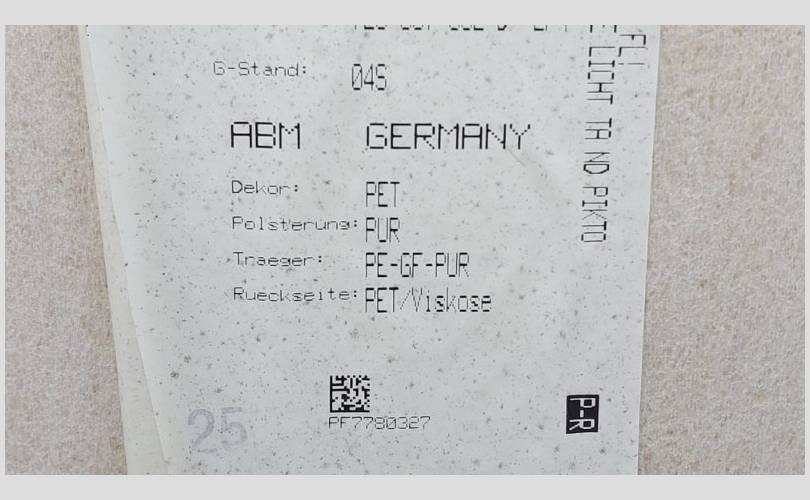 G-Stand: 04S
ABM GERMANY
Dekor: PET
Polsterung: PUR
Traeger: PE-GF-PUR
Rueckseite: PET/Viskose
PF7780327
25
P-R
LICHT TA ND PIKTO